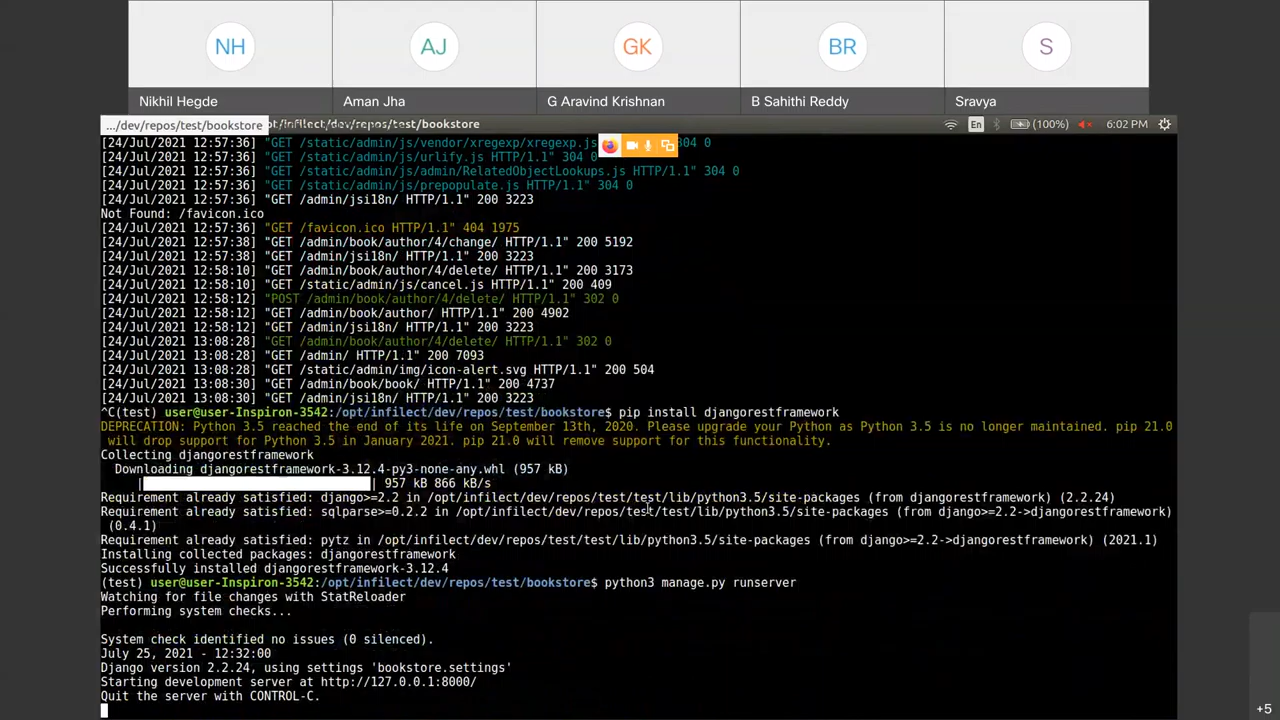 NH
AJ
GK
BR
S
Nikhil Hegde
Aman Jha
G Aravind Krishnan
B Sahithi Reddy
Sravya
.../dev/repos/test/bookstore
pt/infilect/dev/repos/test/bookstore
En
(100%)
6:02 PM
[24/Jul/2021 12:57:36] "GET /static/admin/js/vendor/xregexp/xregexp.js 304 0
[24/Jul/2021 12:57:36] "GET /static/admin/js/urlify.js HTTP/1.1" 304 0
[24/Jul/2021 12:57:36] "GET /static/admin/js/admin/RelatedObjectLookups.js HTTP/1.1" 304 0
[24/Jul/2021 12:57:36] "GET /static/admin/js/prepopulate.js HTTP/1.1" 304 0
[24/Jul/2021 12:57:36] "GET /admin/jsi18n/ HTTP/1.1" 200 3223
Not Found: /favicon.ico
[24/Jul/2021 12:57:36] "GET /favicon.ico HTTP/1.1" 404 1975
[24/Jul/2021 12:57:38] "GET /admin/book/author/4/change/ HTTP/1.1" 200 5192
[24/Jul/2021 12:57:38] "GET /admin/jsi18n/ HTTP/1.1" 200 3223
[24/Jul/2021 12:58:10] "GET /admin/book/author/4/delete/ HTTP/1.1" 200 3173
[24/Jul/2021 12:58:10] "GET /static/admin/js/cancel.js HTTP/1.1" 200 409
[24/Jul/2021 12:58:12] "POST /admin/book/author/4/delete/ HTTP/1.1" 302 0
[24/Jul/2021 12:58:12] "GET /admin/book/author/ HTTP/1.1" 200 4902
[24/Jul/2021 12:58:12] "GET /admin/jsi18n/ HTTP/1.1" 200 3223
[24/Jul/2021 13:08:28] "GET /admin/book/author/4/delete/ HTTP/1.1" 302 0
[24/Jul/2021 13:08:28] "GET /admin/ HTTP/1.1" 200 7093
[24/Jul/2021 13:08:28] "GET /static/admin/img/icon-alert.svg HTTP/1.1" 200 504
[24/Jul/2021 13:08:30] "GET /admin/book/book/ HTTP/1.1" 200 4737
[24/Jul/2021 13:08:30] "GET /admin/jsi18n/ HTTP/1.1" 200 3223
^C(test) user@user-Inspiron-3542:/opt/infilect/dev/repos/test/bookstore$ pip install djangorestframework
DEPRECATION: Python 3.5 reached the end of its life on September 13th, 2020. Please upgrade your Python as Python 3.5 is no longer maintained. pip 21.0
will drop support for Python 3.5 in January 2021. pip 21.0 will remove support for this functionality.
Collecting djangorestframework
Downloading djangorestframework-3.12.4-py3-none-any.whl (957 kB)
| | 957 kB 866 kB/s
Requirement already satisfied: django>=2.2 in /opt/infilect/dev/repos/test/test/lib/python3.5/site-packages (from djangorestframework) (2.2.24)
Requirement already satisfied: sqlparse>=0.2.2 in /opt/infilect/dev/repos/test/test/lib/python3.5/site-packages (from django>=2.2->djangorestframework)
(0.4.1)
Requirement already satisfied: pytz in /opt/infilect/dev/repos/test/test/lib/python3.5/site-packages (from django>=2.2->djangorestframework) (2021.1)
Installing collected packages: djangorestframework
Successfully installed djangorestframework-3.12.4
(test) user@user-Inspiron-3542:/opt/infilect/dev/repos/test/bookstore$ python3 manage.py runserver
Watching for file changes with StatReloader
Performing system checks...
System check identified no issues (0 silenced).
July 25, 2021 - 12:32:00
Django version 2.2.24, using settings 'bookstore.settings'
Starting development server at http://127.0.0.1:8000/
Quit the server with CONTROL-C.
+5